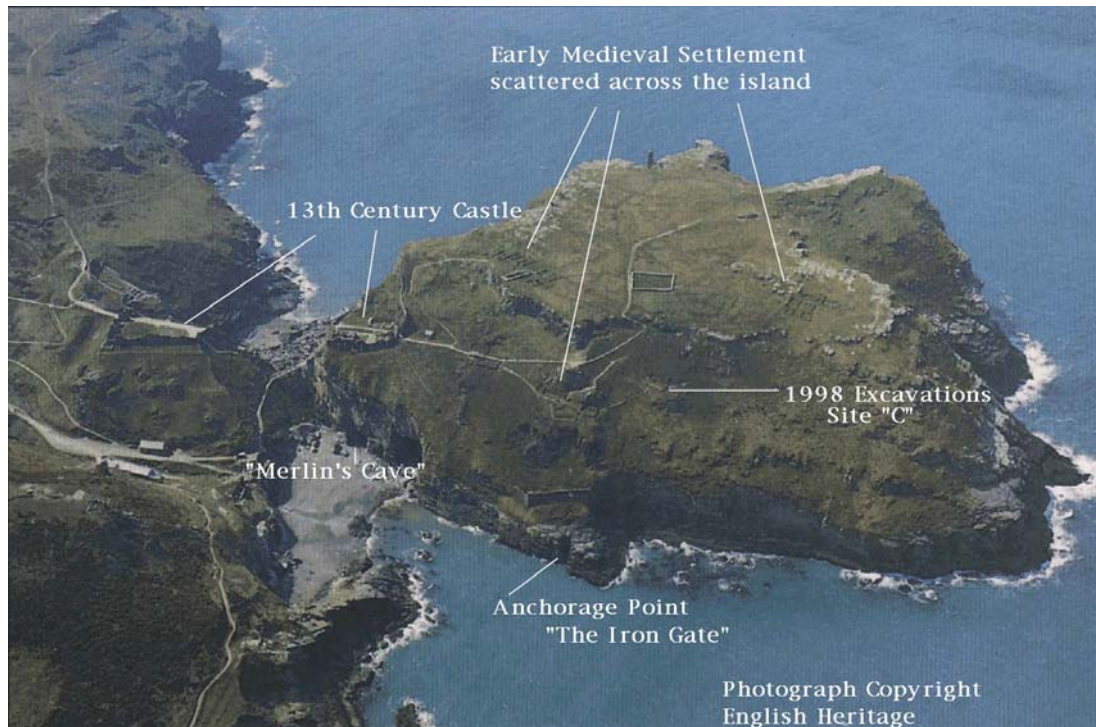 Early Medieval Settlement
scattered across the island
13th Century Castle
1998 Excavations
Site "C"
"Merlin's Cave"
Anchorage Point
"The Iron Gate"
Photograph Copyright
English Heritage